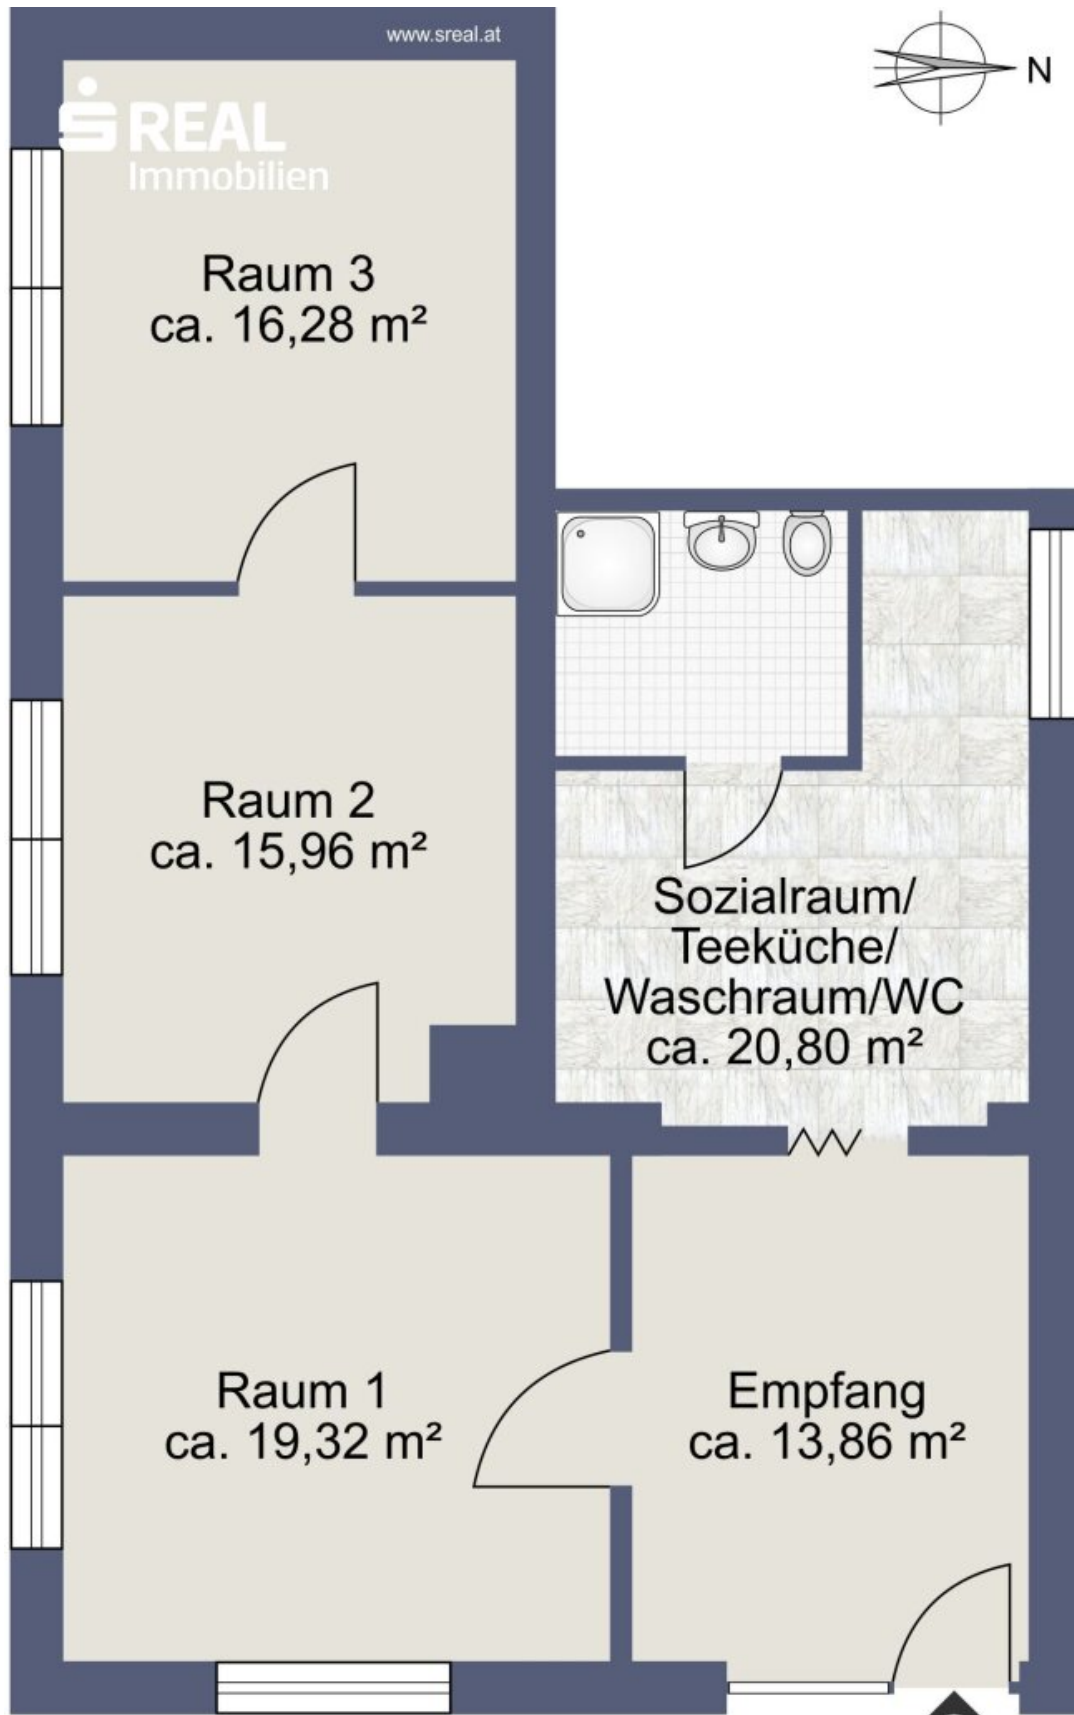 www.sreal.at
N
S REAL
Immobilien
Raum 3
ca. 16,28 m²
Raum 2
ca. 15,96 m²
Sozialraum/
Teeküche/
Waschraum/WC
ca. 20,80 m²
Raum 1
ca. 19,32 m²
Empfang
ca. 13,86 m²